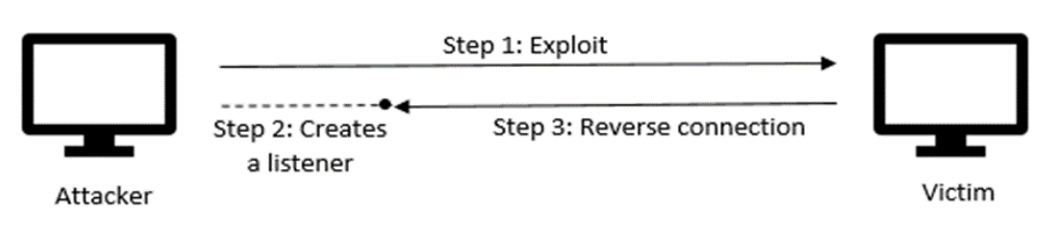 Step 1: Exploit
Step 2: Creates
a listener
Step 3: Reverse connection
Attacker
Victim